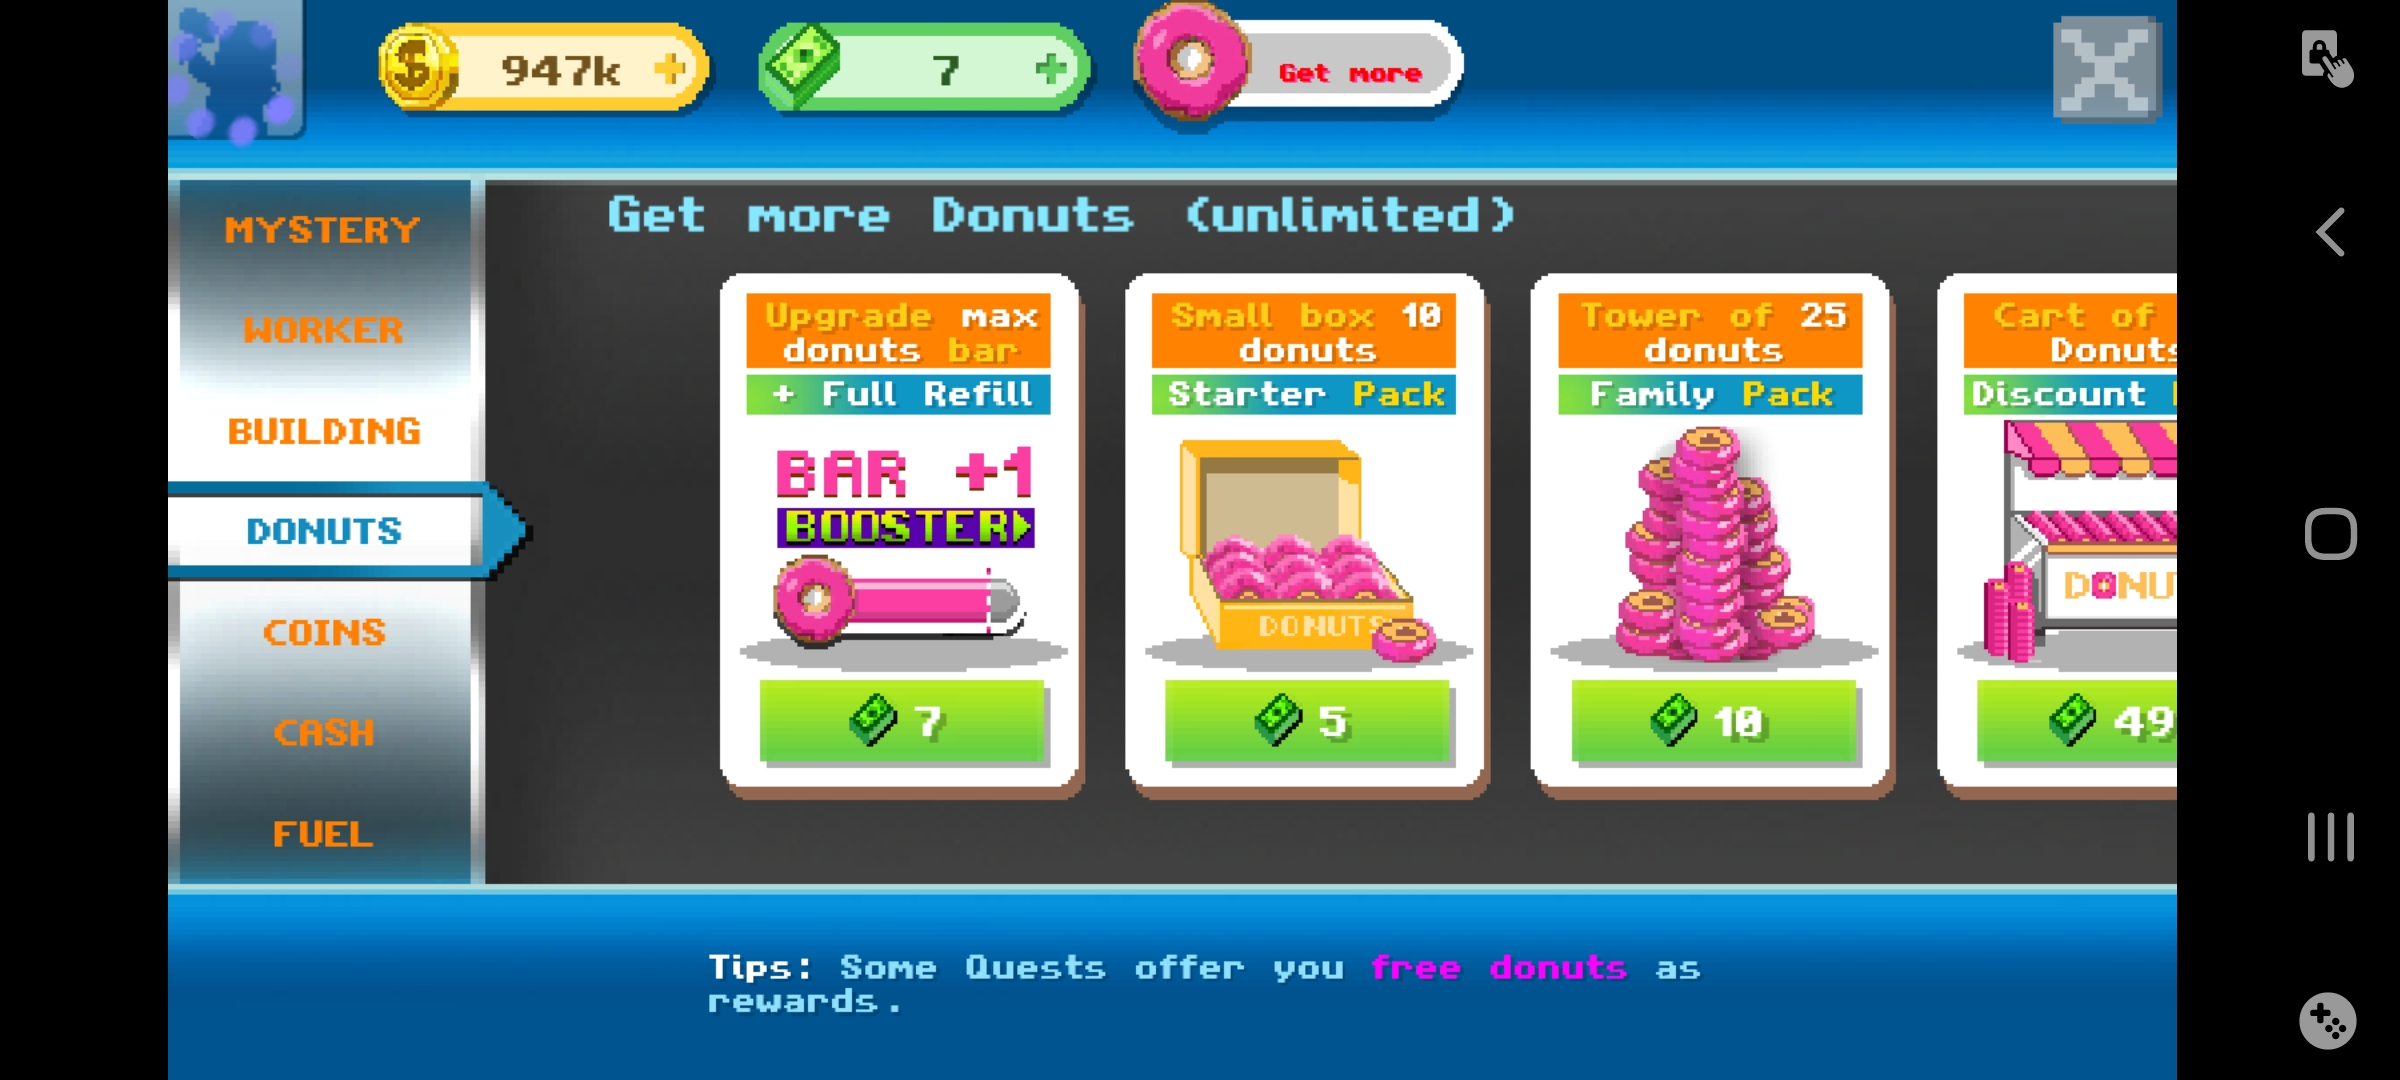 947k
7
Get more
MYSTERY
WORKER
BUILDING
DONUTS
COINS
CASH
FUEL
Get more Donuts (unlimited)
Upgrade max
donuts bar
+ Full Refill
BAR +1
BOOSTER
7
Small box 10
donuts
Starter Pack
DONUTS
5
Tower of 25
donuts
Family Pack
10
Cart of
Donuts
Discount
DONU
49
Tips: Some Quests offer you free donuts as
rewards.